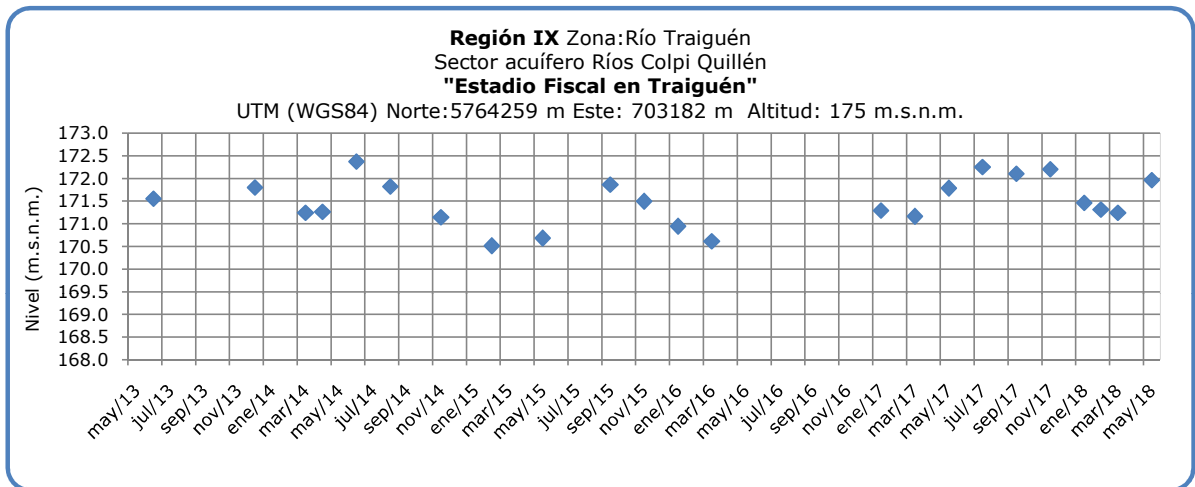 Región IX Zona:Río Traiguén
Sector acuífero Ríos Colpi Quillén
"Estadio Fiscal en Traiguén"
UTM (WGS84) Norte:5764259 m Este: 703182 m Altitud: 175 m.s.n.m.
Nivel (m.s.n.m.)
173.0
172.5
172.0
171.5
171.0
170.5
170.0
169.5
169.0
168.5
168.0
may/13
jul/13
sep/13
nov/13
ene/14
mar/14
may/14
jul/14
sep/14
nov/14
ene/15
mar/15
may/15
jul/15
sep/15
nov/15
ene/16
mar/16
may/16
jul/16
sep/16
nov/16
ene/17
mar/17
may/17
jul/17
sep/17
nov/17
ene/18
mar/18
may/18